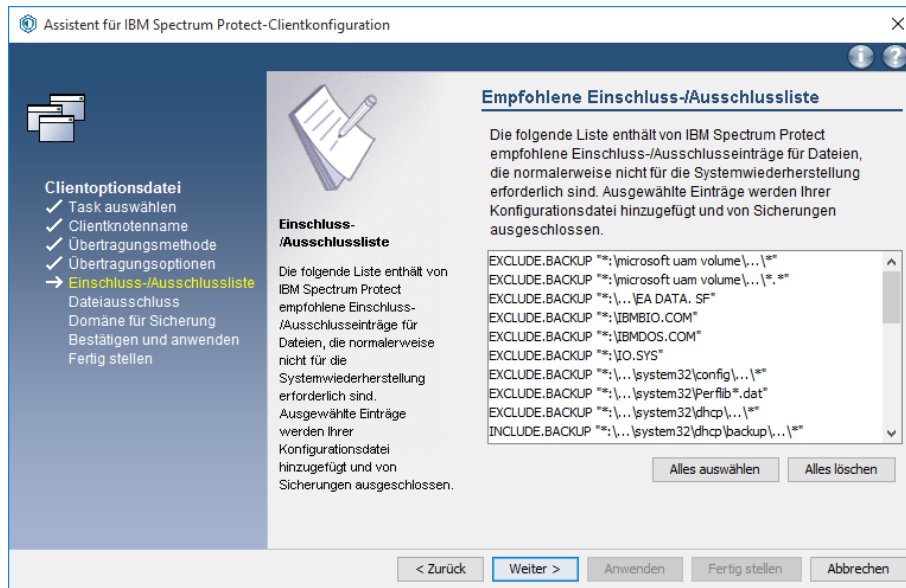 Assistent für IBM Spectrum Protect-Clientkonfiguration
Clientoptionsdatei
Task auswählen
Clientknotenname
Übertragungsmethode
Übertragungsoptionen
Einschluss-/Ausschlussliste
Dateiausschluss
Domäne für Sicherung
Bestätigen und anwenden
Fertig stellen
Einschluss-
/Ausschlussliste
Die folgende Liste enthält von
IBM Spectrum Protect
empfohlene Einschluss-
/Ausschlusseinträge für
Dateien, die normalerweise
nicht für die
Systemwiederherstellung
erforderlich sind.
Ausgewählte Einträge
werden Ihrer
Konfigurationsdatei
hinzugefügt und von
Sicherungen ausgeschlossen.
Empfohlene Einschluss-/Ausschlussliste
Die folgende Liste enthält von IBM Spectrum Protect
empfohlene Einschluss-/Ausschlusseinträge für Dateien,
die normalerweise nicht für die Systemwiederherstellung
erforderlich sind. Ausgewählte Einträge werden Ihrer
Konfigurationsdatei hinzugefügt und von Sicherungen
ausgeschlossen.
EXCLUDE.BACKUP "*:\microsoft uam volume\...\*"
EXCLUDE.BACKUP "*:\microsoft uam volume\...\*.*"
EXCLUDE.BACKUP "*:\...\EA DATA. SF"
EXCLUDE.BACKUP "*:\IBMBIO.COM"
EXCLUDE.BACKUP "*:\IBMDOS.COM"
EXCLUDE.BACKUP "*:\IO.SYS"
EXCLUDE.BACKUP "*:\...\system32\config\...\*"
EXCLUDE.BACKUP "*:\...\system32\Perflib*.dat"
EXCLUDE.BACKUP "*:\...\system32\dhcp\...\*"
INCLUDE.BACKUP "*:\...\system32\dhcp\backup\...\*"
Alles auswählen Alles löschen
< Zurück Weiter > Anwenden Fertig stellen Abbrechen